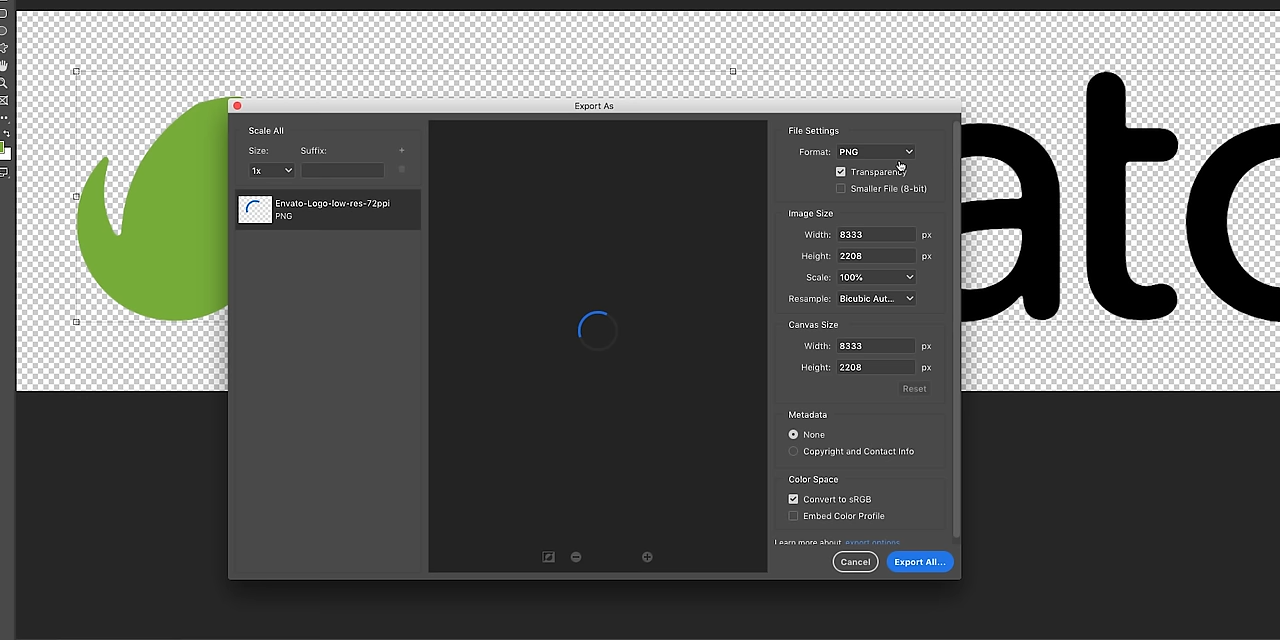 Export As
Scale All
Size: Suffix: +
1x
Envato-Logo-low-res-72ppi
PNG
File Settings
Format: PNG
Transparency
Smaller File (8-bit)
Image Size
Width: 8333 px
Height: 2208 px
Scale: 100%
Resample: Bicubic Aut...
Canvas Size
Width: 8333 px
Height: 2208 px
Reset
Metadata
None
Copyright and Contact Info
Color Space
Convert to sRGB
Embed Color Profile
Learn more about export options
Cancel Export All...
at